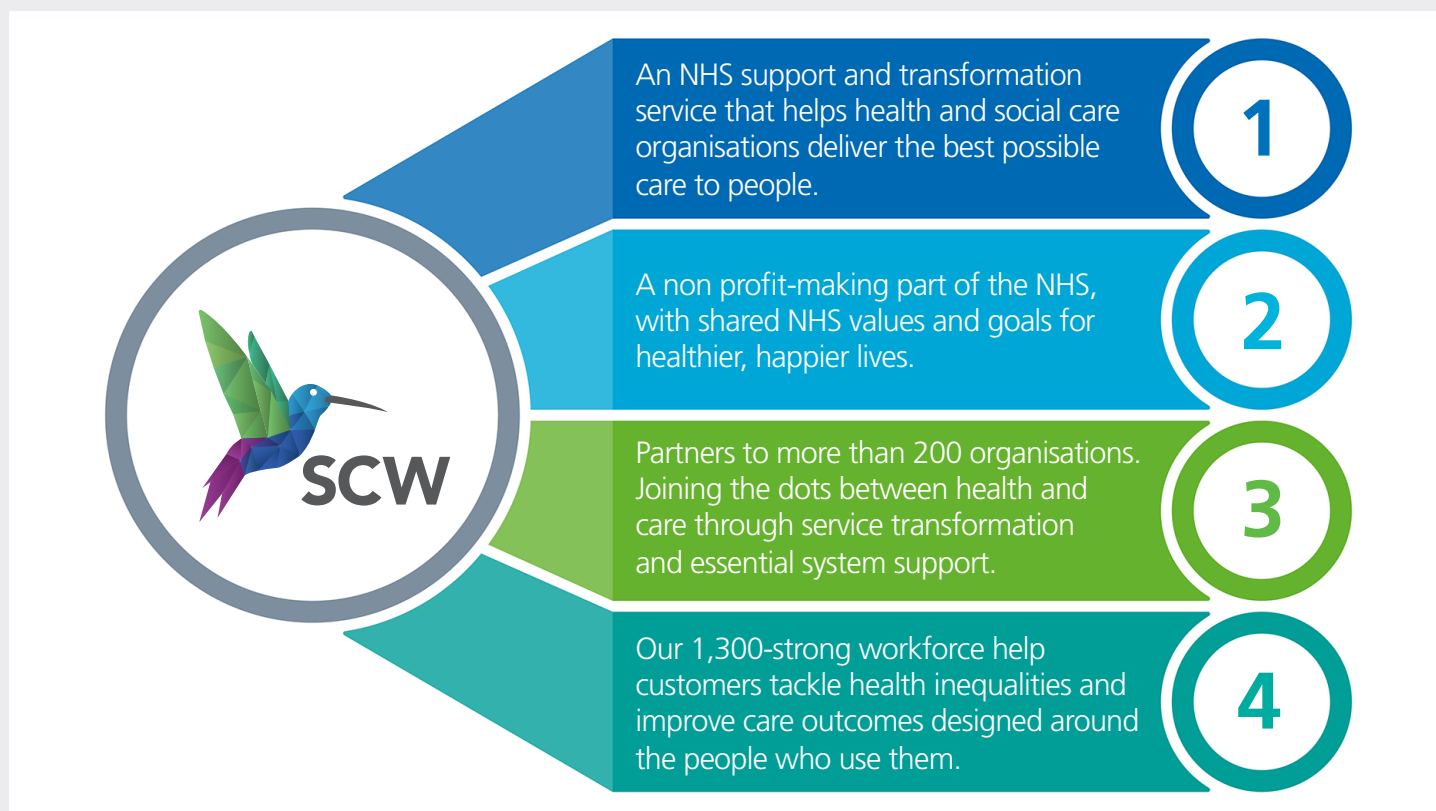 An NHS support and transformation
service that helps health and social care
organisations deliver the best possible
care to people.
1
A non profit-making part of the NHS,
with shared NHS values and goals for
healthier, happier lives.
2
SCW
Partners to more than 200 organisations.
Joining the dots between health and
care through service transformation
and essential system support.
3
Our 1,300-strong workforce help
customers tackle health inequalities and
improve care outcomes designed around
the people who use them.
4